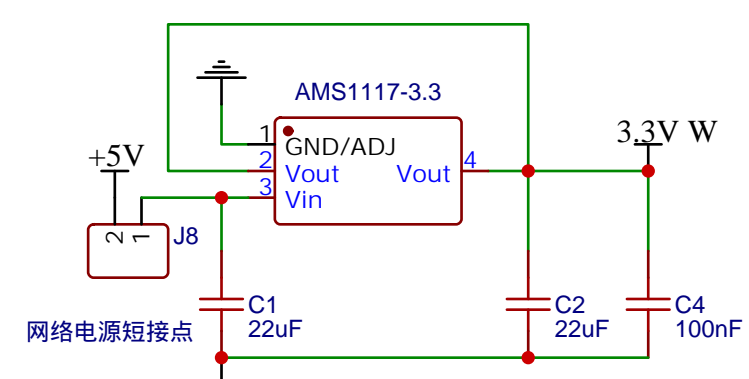 AMS1117-3.3
3.3V W
+5V
1
GND/ADJ
2
Vout
Vout
4
3
Vin
2
1
J8
C1
22uF
C2
22uF
C4
100nF
网络电源短接点